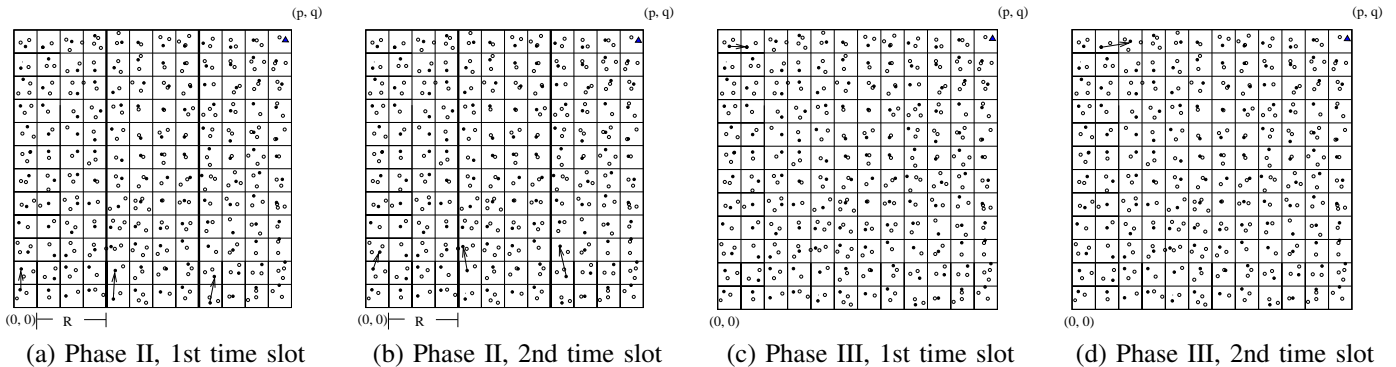 (p, q)
(p, q)
(p, q)
(p, q)
(0, 0)
R
(0, 0)
R
(0, 0)
(0, 0)
(a) Phase II, 1st time slot
(b) Phase II, 2nd time slot
(c) Phase III, 1st time slot
(d) Phase III, 2nd time slot